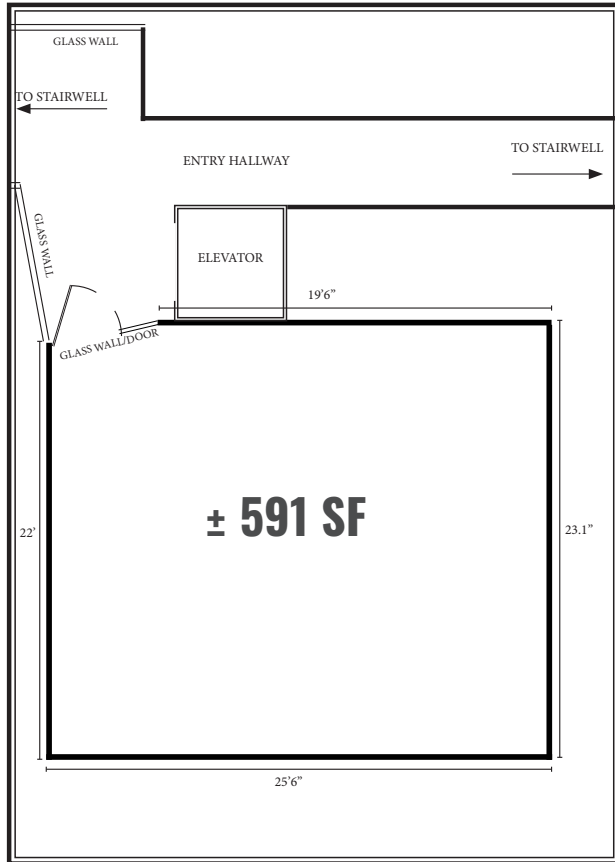 GLASS WALL
TO STAIRWELL
TO STAIRWELL
ENTRY HALLWAY
GLASS WALL
ELEVATOR
19’6”
GLASS WALL/DOOR
± 591 SF
22’
23.1”
25’6”